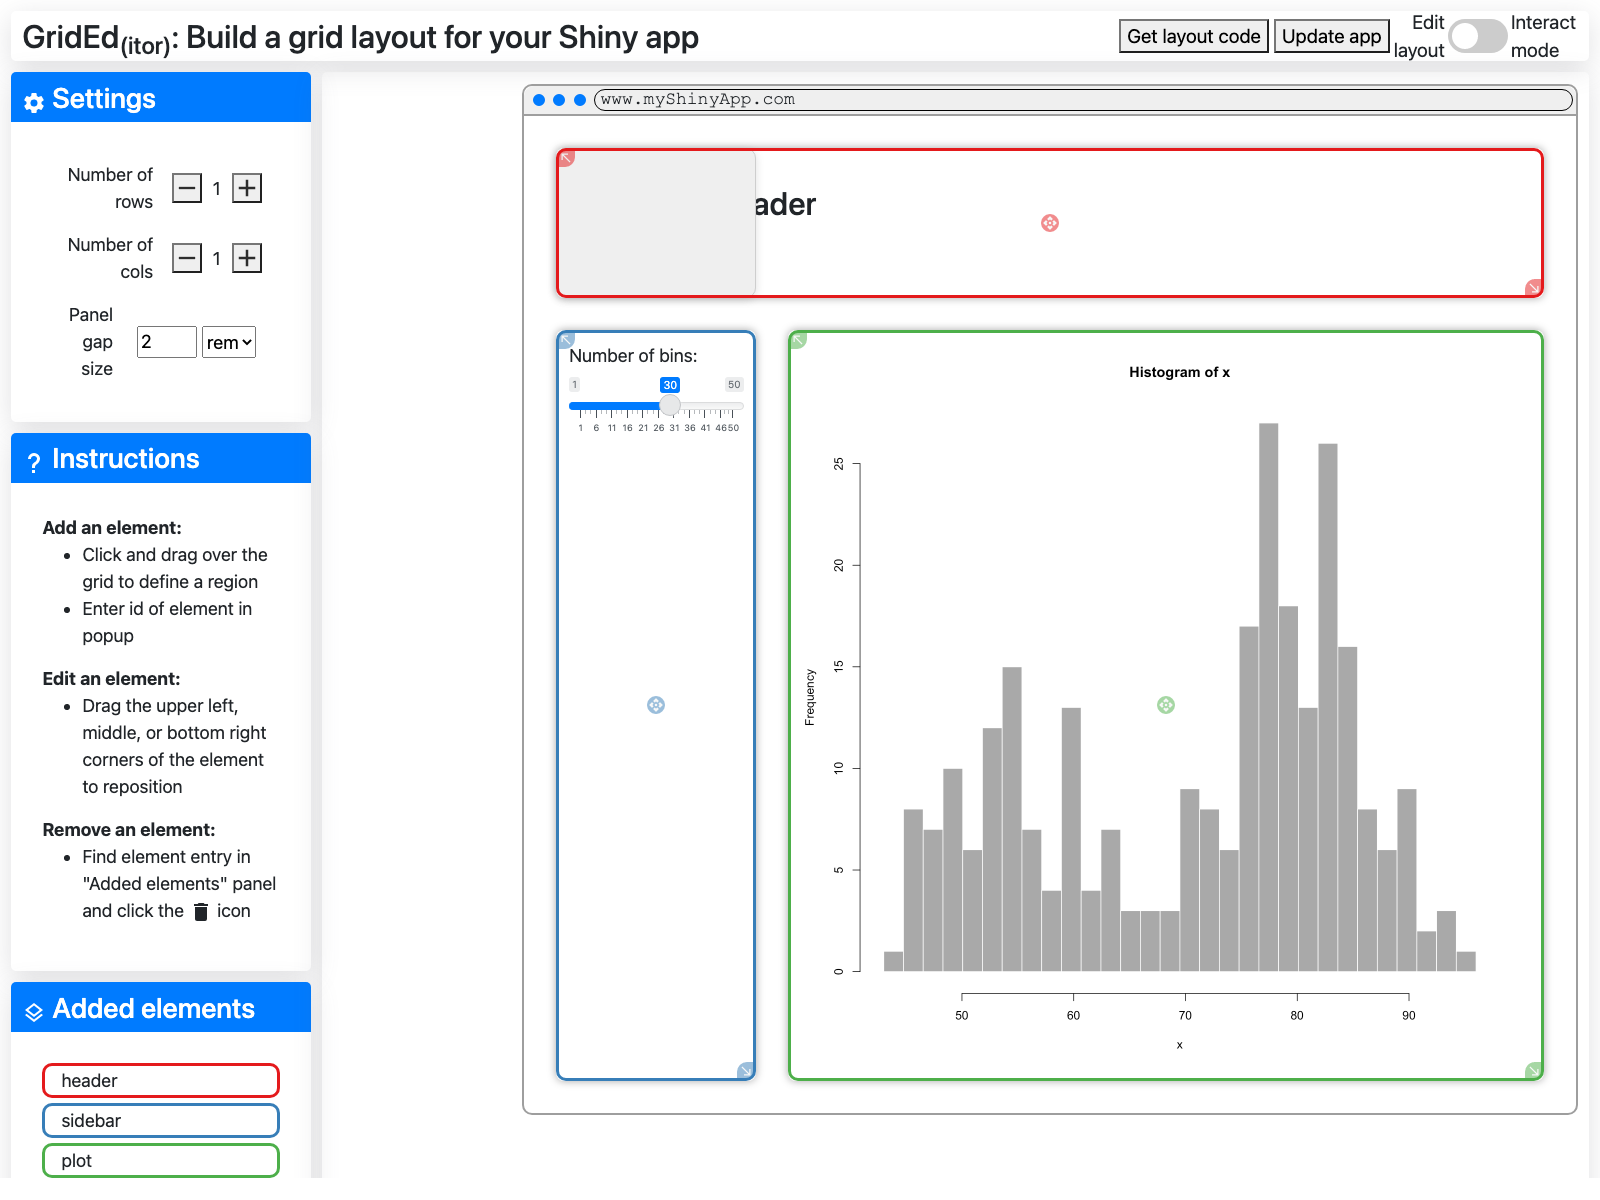 GridEd(itor): Build a grid layout for your Shiny app
Get layout code
Update app
Edit layout
Interact mode
Settings
Number of rows
1
Number of cols
1
Panel gap size
2
rem
Instructions
Add an element:
Click and drag over the
grid to define a region
Enter id of element in
popup
Edit an element:
Drag the upper left,
middle, or bottom right
corners of the element
to reposition
Remove an element:
Find element entry in
"Added elements" panel
and click the icon
Added elements
header
sidebar
plot
www.myShinyApp.com
ader
Number of bins:
1 30 50
1 6 11 16 21 26 31 36 41 46 50
Histogram of x
Frequency
25
20
15
10
5
0
50 60 70 80 90
x